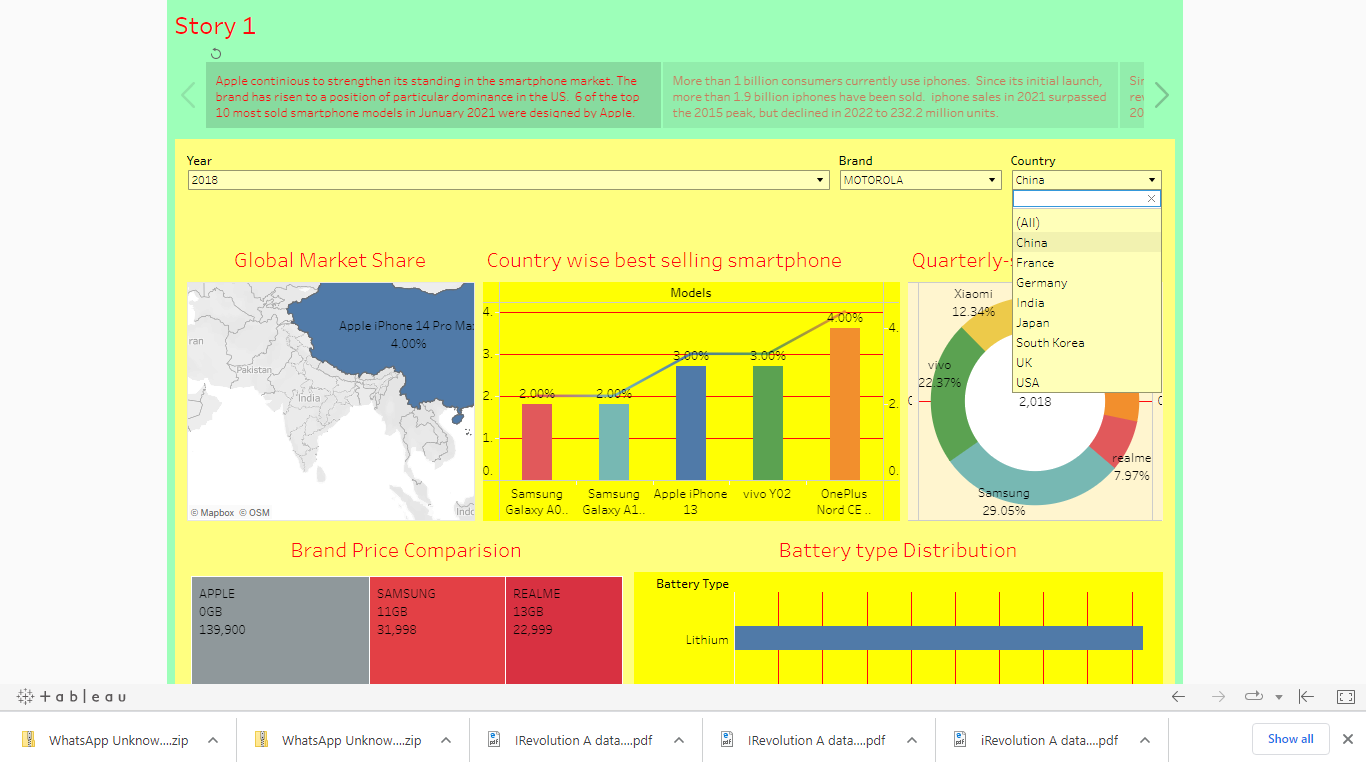 Story 1
Apple continious to strengthen its standing in the smartphone market. The
brand has risen to a position of particular dominance in the US. 6 of the top
10 most sold smartphone models in Junuary 2021 were designed by Apple.
More than 1 billion consumers currently use iphones. Since its initial launch,
more than 1.9 billion iphones have been sold. iphone sales in 2021 surpassed
the 2015 peak, but declined in 2022 to 232.2 million units.
Year
2018
Brand
MOTOROLA
Country
China
(All)
China
France
Germany
India
Japan
South Korea
UK
USA
Global Market Share
Apple iPhone 14 Pro Ma
4.00%
ran
Pakistan
India
Indo
© Mapbox © OSM
Country wise best selling smartphone
Models
4.
3.
2.
1.
0.
2.00%
2.00%
3.00%
3.00%
4.00%
4.
2.
0.
Samsung Galaxy A0..
Samsung Galaxy A1..
Apple iPhone 13
vivo Y02
OnePlus Nord CE ..
Quarterly-
Xiaomi
12.34%
vivo
22.37%
2,018
realme
7.97%
Samsung
29.05%
Brand Price Comparision
APPLE
0GB
139,900
SAMSUNG
11GB
31,998
REALME
13GB
22,999
Battery type Distribution
Battery Type
Lithium
+ a b | e a u
WhatsApp Unknow....zip
WhatsApp Unknow....zip
IRevolution A data....pdf
IRevolution A data....pdf
iRevolution A data....pdf
Show all